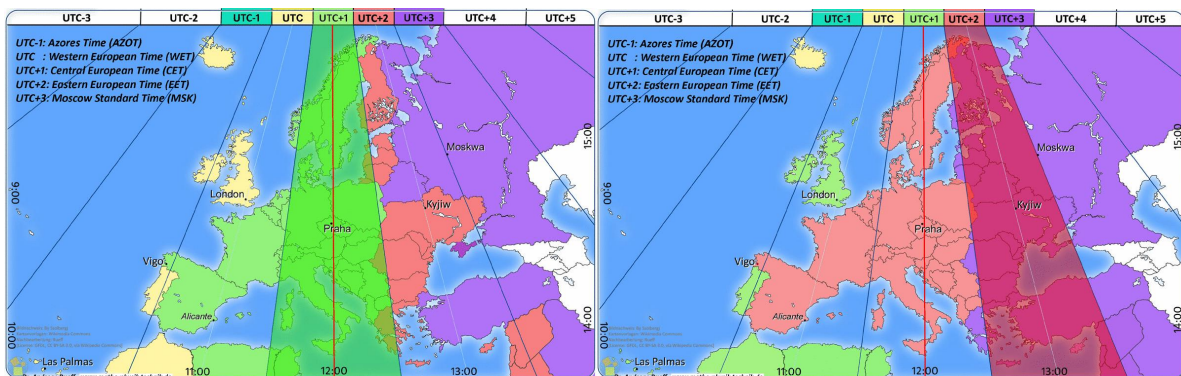 UTC-3 UTC-2 UTC-1 UTC UTC+1 UTC+2 UTC+3 UTC+4 UTC+5
UTC-1: Azores Time (AZOT)
UTC : Western European Time (WET)
UTC+1: Central European Time (CET)
UTC+2: Eastern European Time (EET)
UTC+3: Moscow Standard Time (MSK)
15:00
Moskwa
9:00
London
Kyjiw
Praha
Vigo
Alicante
14:00
10:00
Las Palmas
11:00
12:00
13:00
UTC-3 UTC-2 UTC-1 UTC UTC+1 UTC+2 UTC+3 UTC+4 UTC+5
UTC-1: Azores Time (AZOT)
UTC : Western European Time (WET)
UTC+1: Central European Time (CET)
UTC+2: Eastern European Time (EET)
UTC+3: Moscow Standard Time (MSK)
15:00
Moskwa
9:00
London
Kyjiw
Praha
Vigo
Alicante
14:00
10:00
Las Palmas
11:00
12:00
13:00